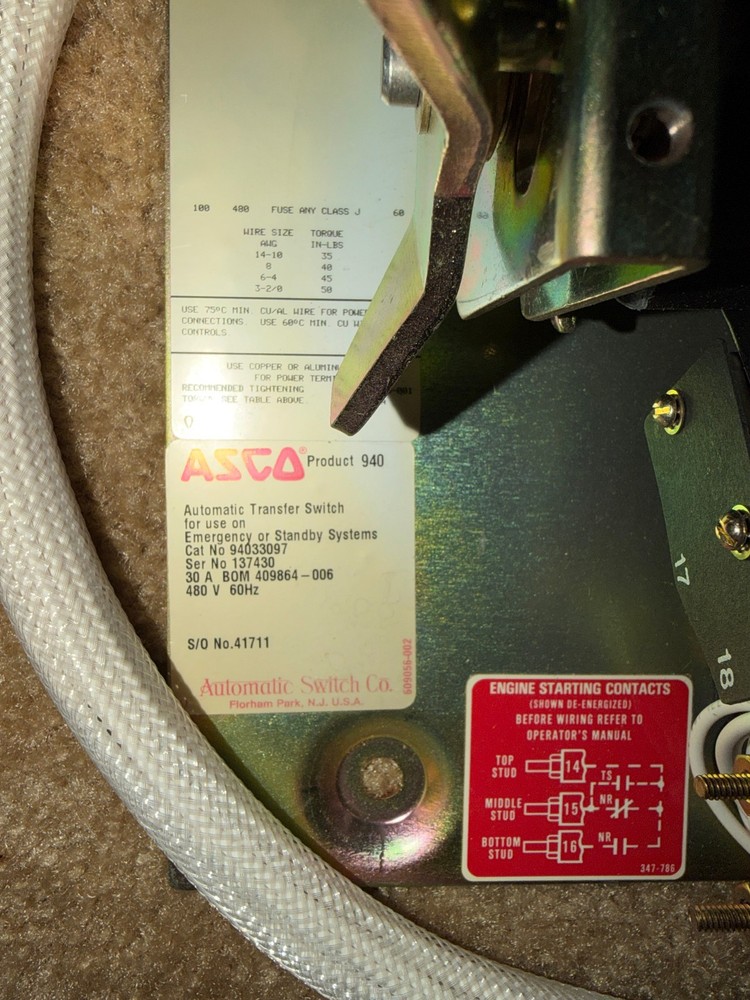 100 480 FUSE ANY CLASS J 60
WIRE SIZE TORQUE
AWG IN-LBS
14-10 35
8 40
6-4 45
3-2/0 50
USE 75ºC MIN. CU/AL WIRE FOR POWE
CONNECTIONS. USE 60ºC MIN. CU W
CONTROLS.
USE COPPER OR ALUMIN
FOR POWER TERM
RECOMMENDED TIGHTENING
SEE TABLE ABOVE
ASCO® Product 940
Automatic Transfer Switch
for use on
Emergency or Standby Systems
Cat No 94033097
Ser No 137430
30 A BOM 409864-006
480 V 60Hz
S/O No.41711
609056-002
Automatic Switch Co.
Florham Park, N.J. U.S.A.
17
18
ENGINE STARTING CONTACTS
(SHOWN DE-ENERGIZED)
BEFORE WIRING REFER TO
OPERATOR'S MANUAL
TOP STUD 14 TS
MIDDLE STUD 15 NR
BOTTOM STUD 16 NR
347-786